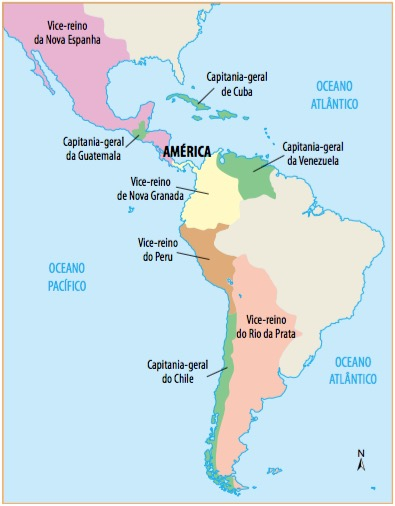 Vice-reino
da Nova Espanha
Capitania-geral
de Cuba
OCEANO
ATLÂNTICO
Capitania-geral
da Guatemala
AMÉRICA
Capitania-geral
da Venezuela
Vice-reino
de Nova Granada
Vice-reino
do Peru
OCEANO
PACÍFICO
Vice-reino
do Rio da Prata
Capitania-geral
do Chile
OCEANO
ATLÂNTICO
N